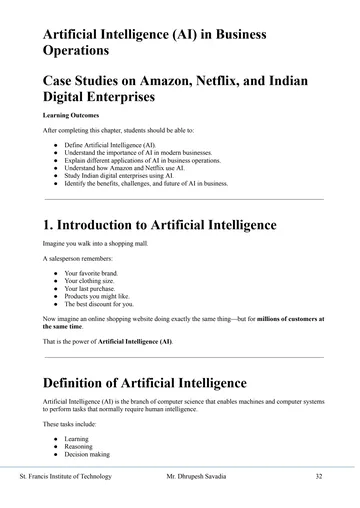 Artificial Intelligence (AI) in Business
Operations
Case Studies on Amazon, Netflix, and Indian
Digital Enterprises
Learning Outcomes
After completing this chapter, students should be able to:
● Define Artificial Intelligence (AI).
● Understand the importance of AI in modern businesses.
● Explain different applications of AI in business operations.
● Understand how Amazon and Netflix use AI.
● Study Indian digital enterprises using AI.
● Identify the benefits, challenges, and future of AI in business.
1. Introduction to Artificial Intelligence
Imagine you walk into a shopping mall.
A salesperson remembers:
● Your favorite brand.
● Your clothing size.
● Your last purchase.
● Products you might like.
● The best discount for you.
Now imagine an online shopping website doing exactly the same thing—but for millions of customers at
the same time.
That is the power of Artificial Intelligence (AI).
Definition of Artificial Intelligence
Artificial Intelligence (AI) is the branch of computer science that enables machines and computer systems
to perform tasks that normally require human intelligence.
These tasks include:
● Learning
● Reasoning
● Decision making
St. Francis Institute of Technology Mr. Dhrupesh Savadia 32